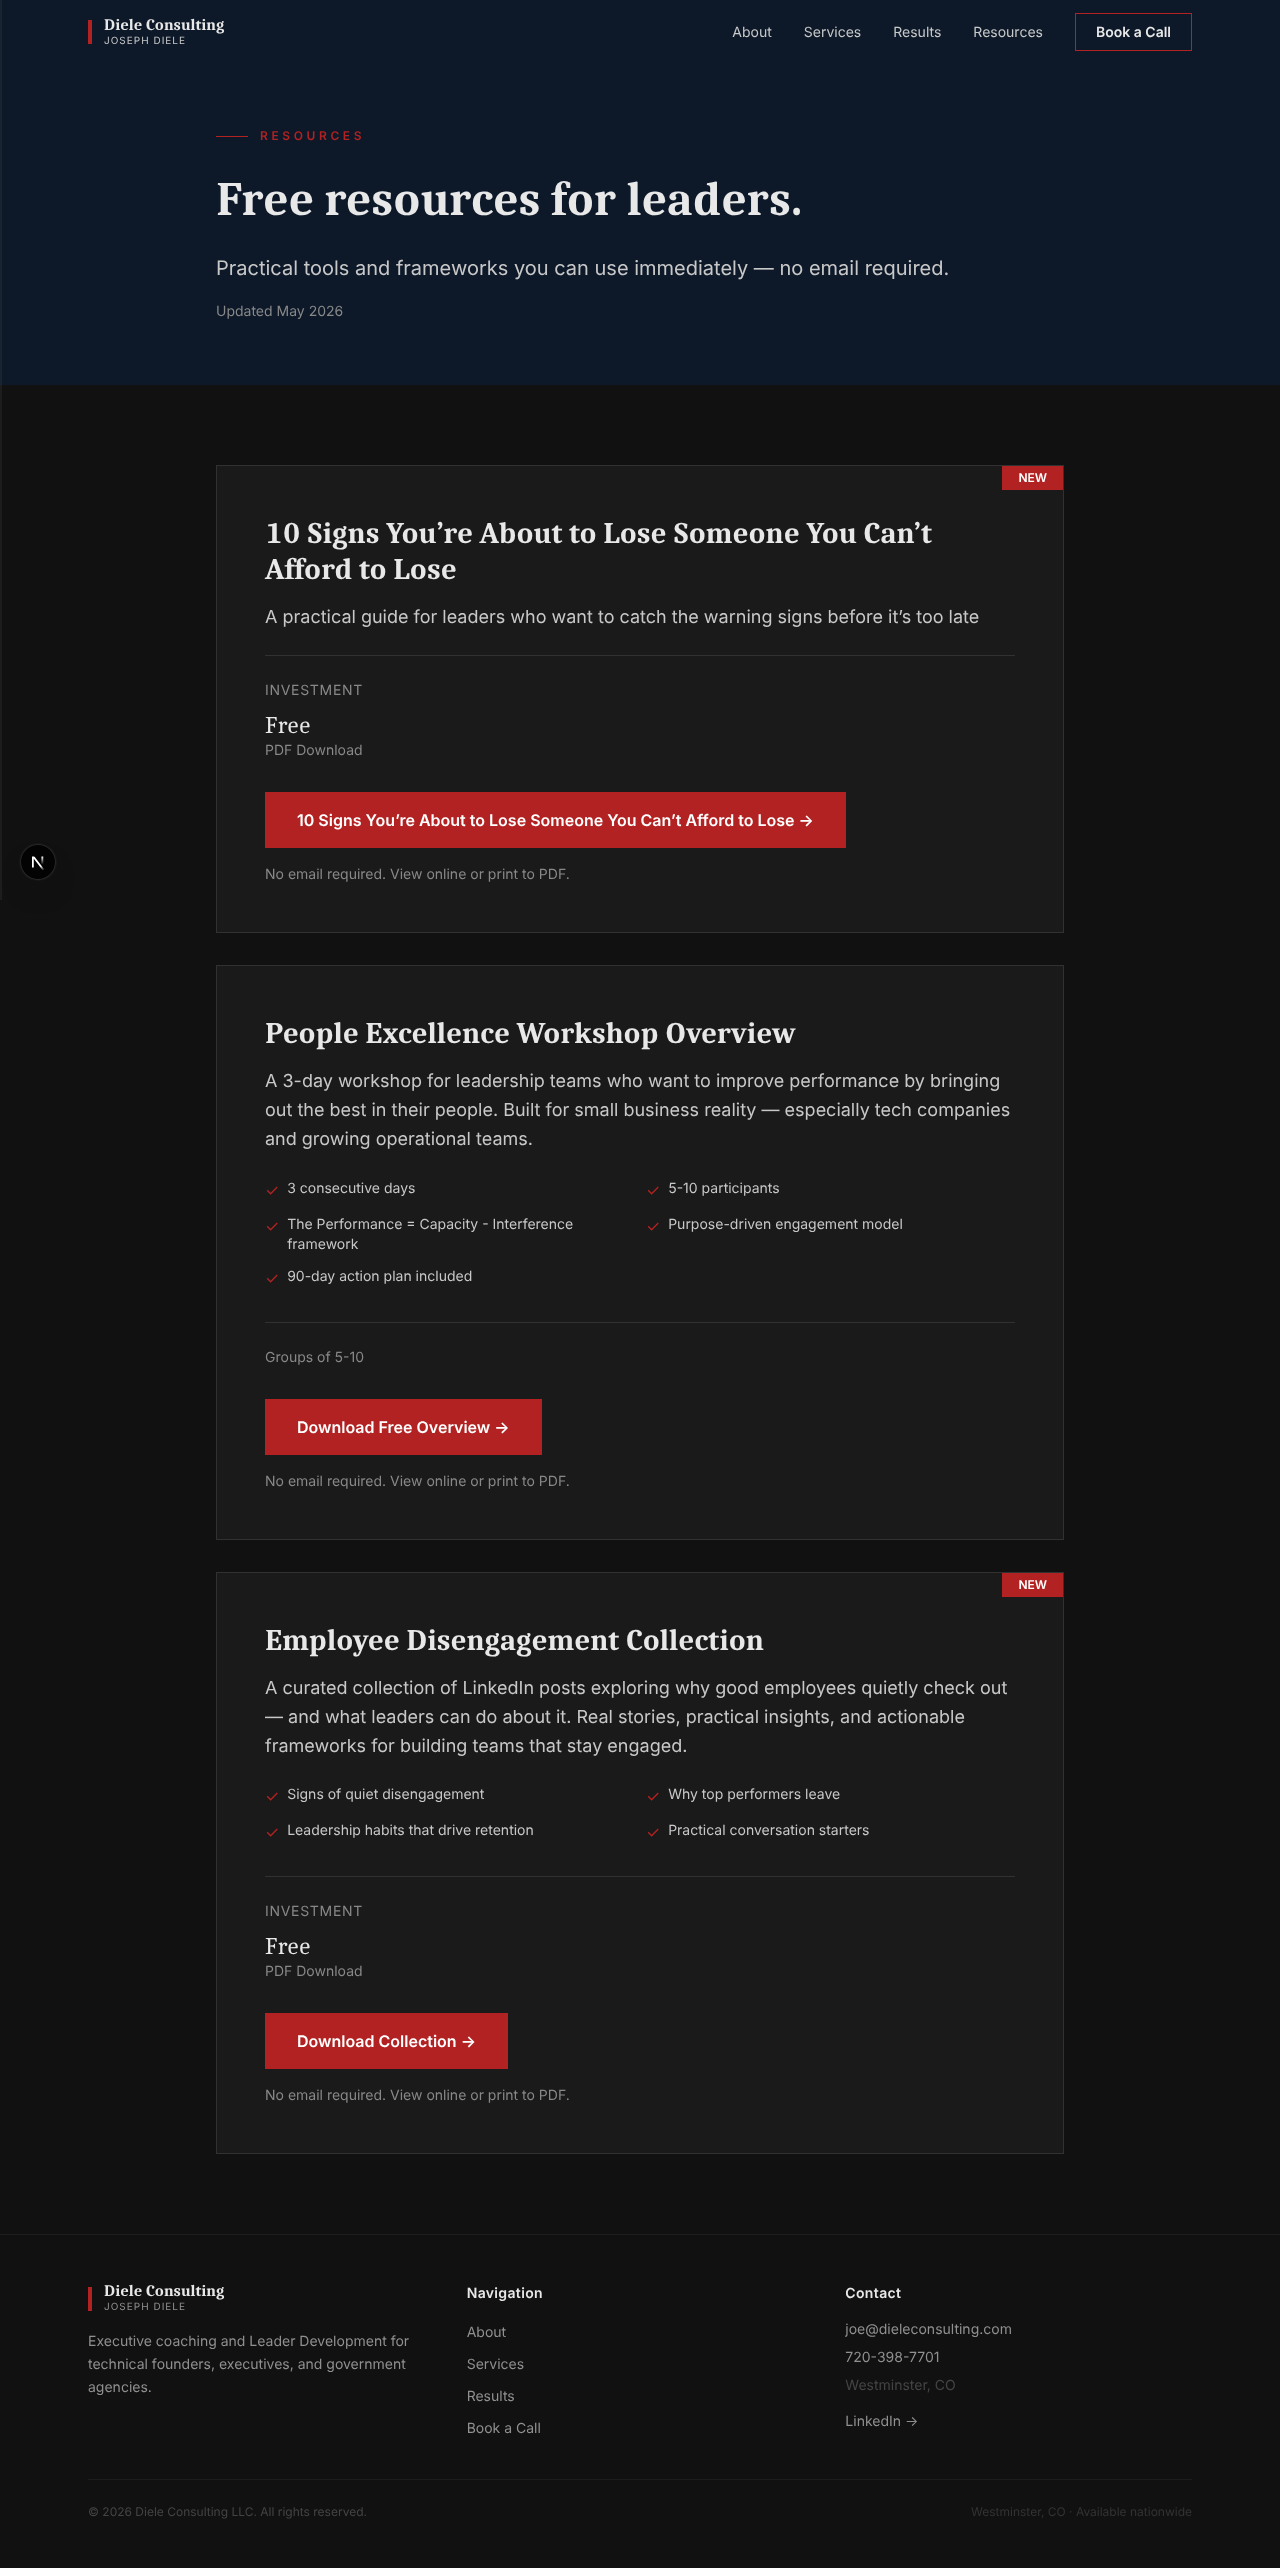 Diele Consulting
JOSEPH DIELE
About
Services
Results
Resources
Book a Call
RESOURCES
Free resources for leaders.
Practical tools and frameworks you can use immediately — no email required.
Updated May 2026
NEW
10 Signs You’re About to Lose Someone You Can’t
Afford to Lose
A practical guide for leaders who want to catch the warning signs before it’s too late
INVESTMENT
Free
PDF Download
10 Signs You’re About to Lose Someone You Can’t Afford to Lose →
No email required. View online or print to PDF.
N
People Excellence Workshop Overview
A 3-day workshop for leadership teams who want to improve performance by bringing
out the best in their people. Built for small business reality — especially tech companies
and growing operational teams.
3 consecutive days
5-10 participants
The Performance = Capacity - Interference
framework
Purpose-driven engagement model
90-day action plan included
Groups of 5-10
Download Free Overview →
No email required. View online or print to PDF.
NEW
Employee Disengagement Collection
A curated collection of LinkedIn posts exploring why good employees quietly check out
— and what leaders can do about it. Real stories, practical insights, and actionable
frameworks for building teams that stay engaged.
Signs of quiet disengagement
Why top performers leave
Leadership habits that drive retention
Practical conversation starters
INVESTMENT
Free
PDF Download
Download Collection →
No email required. View online or print to PDF.
Diele Consulting
JOSEPH DIELE
Executive coaching and Leader Development for
technical founders, executives, and government
agencies.
Navigation
About
Services
Results
Book a Call
Contact
joe@dieleconsulting.com
720-398-7701
Westminster, CO
LinkedIn →
© 2026 Diele Consulting LLC. All rights reserved.
Westminster, CO · Available nationwide